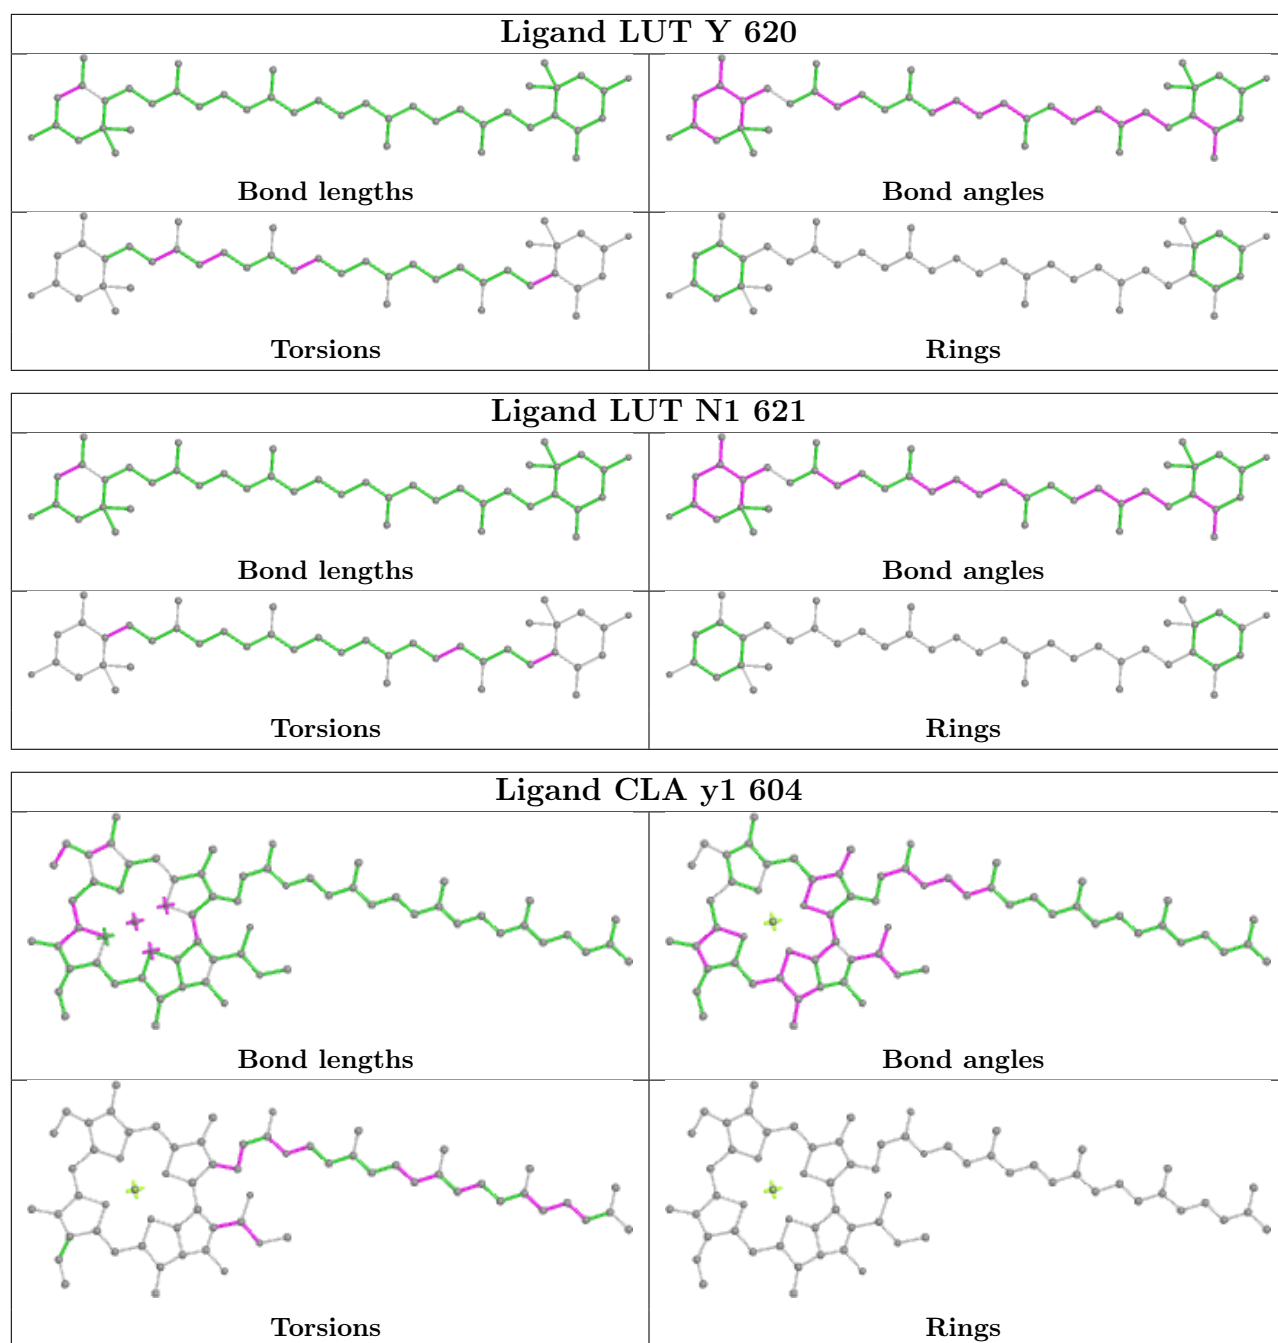 Ligand LUT Y 620
Bond lengths
Bond angles
Torsions
Rings
Ligand LUT N1 621
Bond lengths
Bond angles
Torsions
Rings
Ligand CLA y1 604
Bond lengths
Bond angles
Torsions
Rings